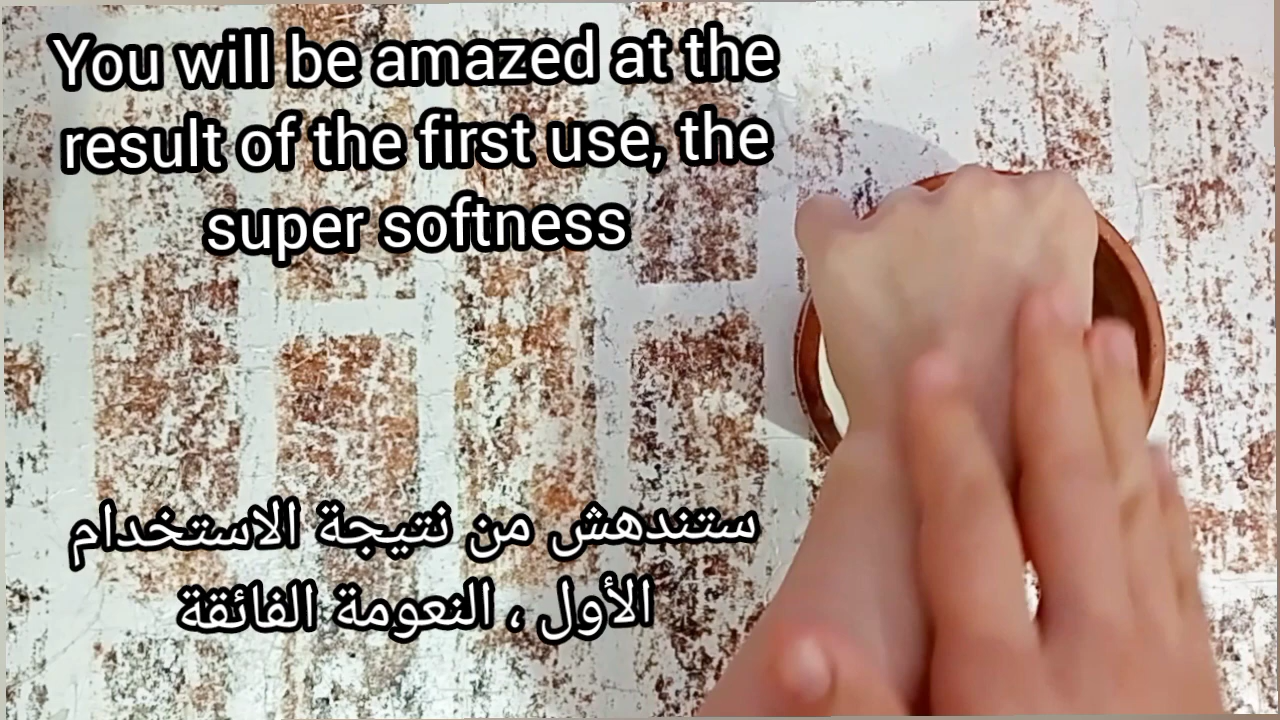 You will be amazed at the
result of the first use, the
super softness
ستندهش من نتيجة الاستخدام
الأول ، النعومة الفائقة